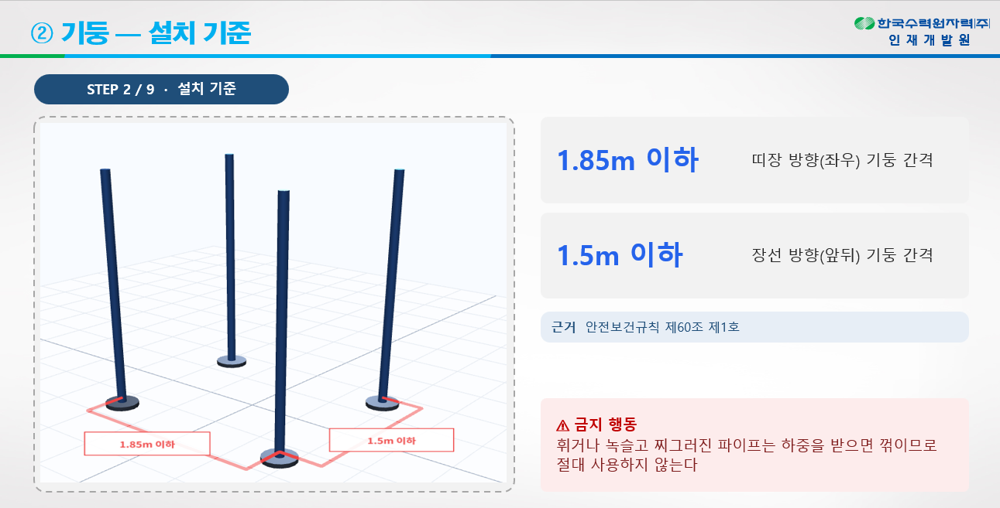 ② 기둥 — 설치 기준
한국수력원자력(주)
인재개발원
STEP 2 / 9 · 설치 기준
1.85m 이하
1.5m 이하
1.85m 이하 띠장 방향(좌우) 기둥 간격
1.5m 이하 장선 방향(앞뒤) 기둥 간격
근거 안전보건규칙 제60조 제1호
⚠ 금지 행동
휘거나 녹슬고 찌그러진 파이프는 하중을 받으면 꺾이므로
절대 사용하지 않는다